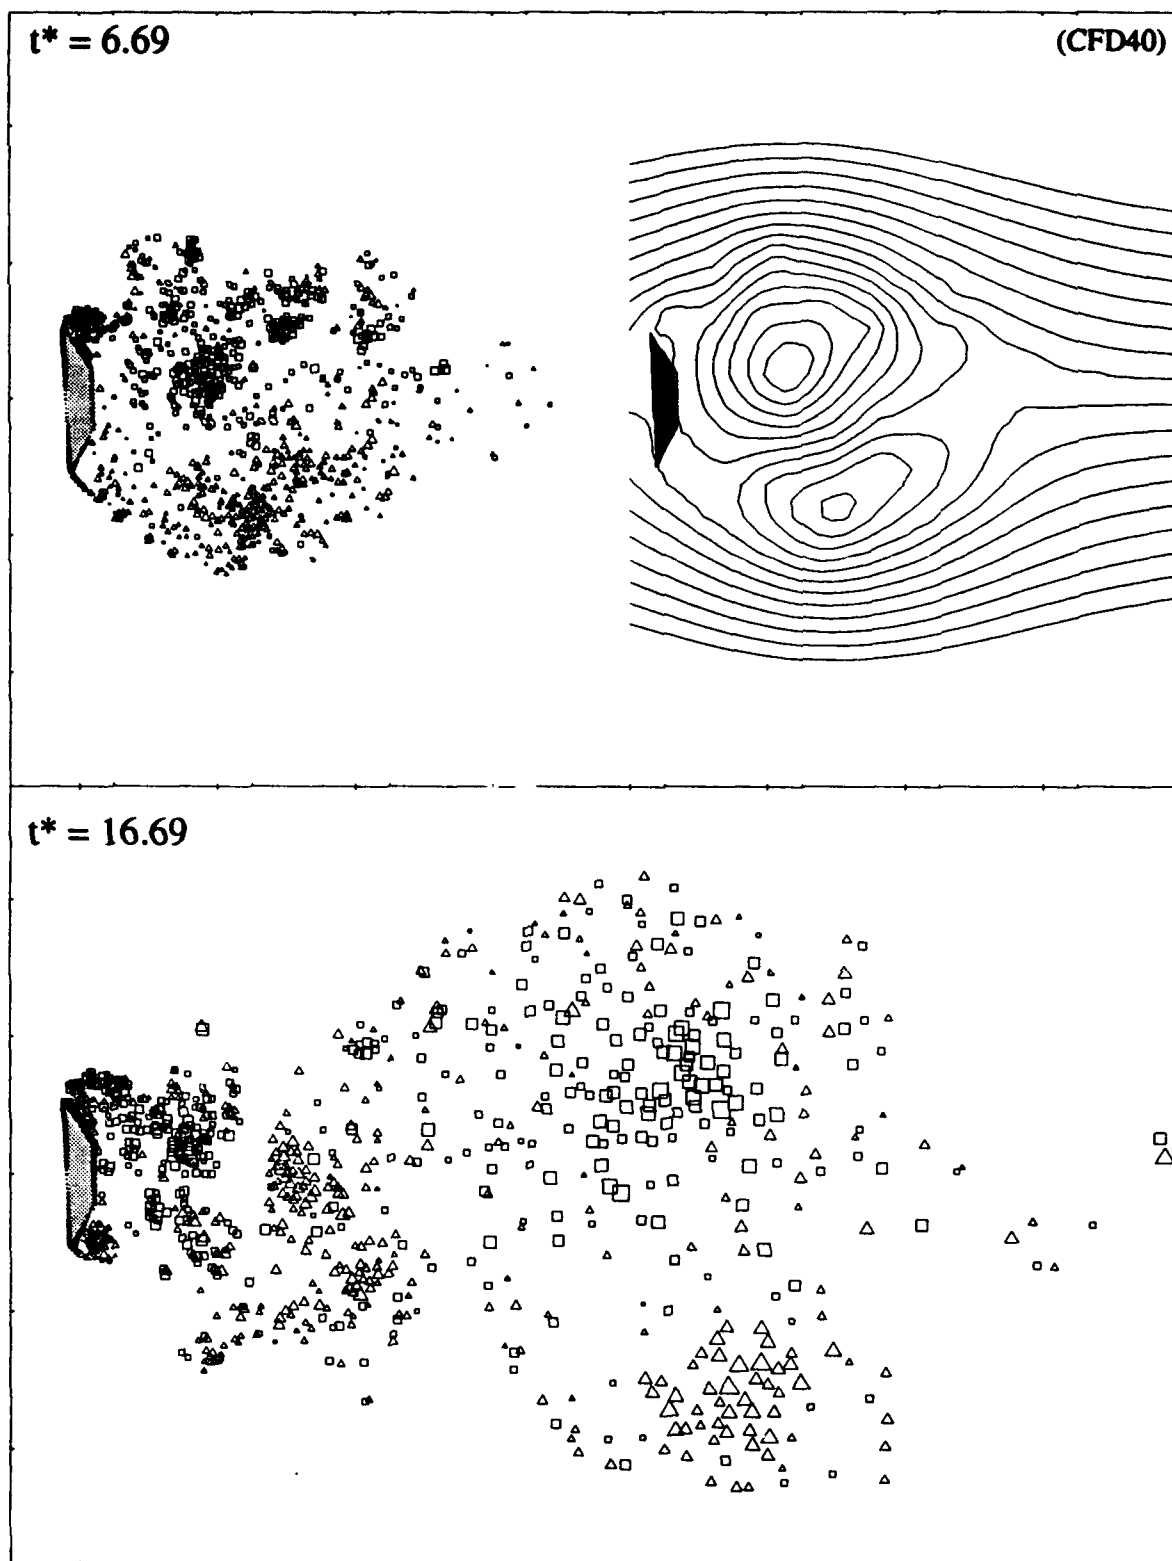 t* = 6.69
(CFD40)
t* = 16.69